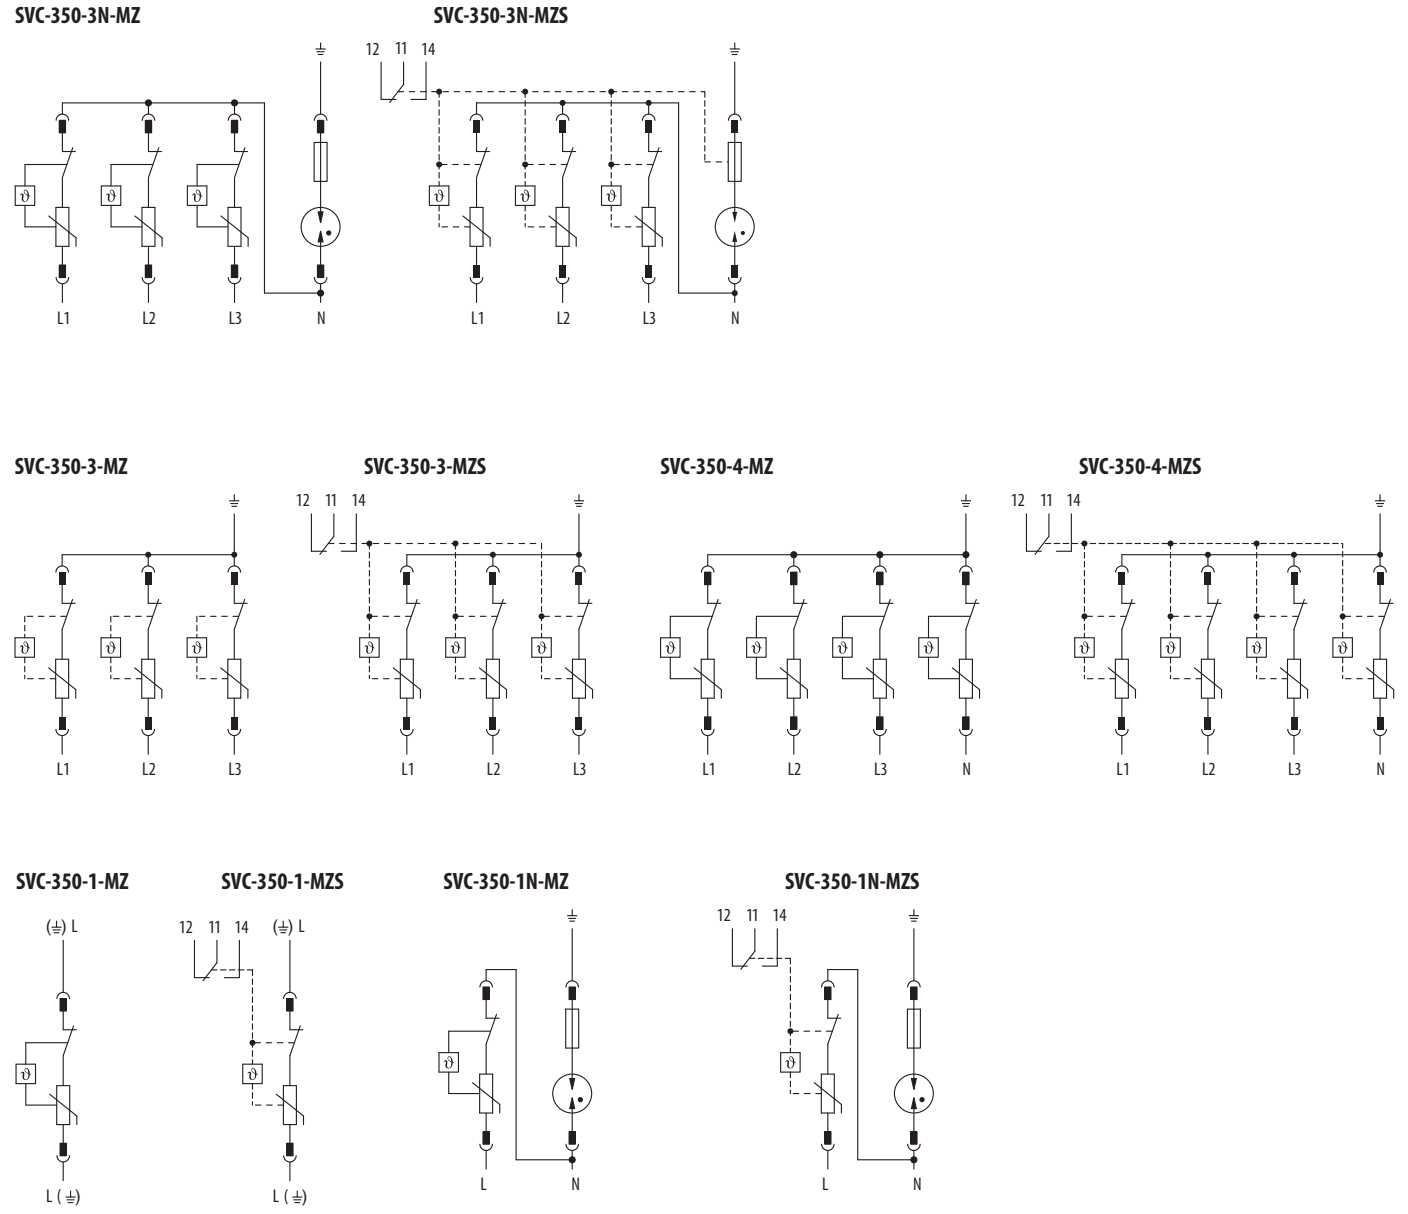 SVC-350-3N-MZ SVC-350-3N-MZS
12 11 14
ϑ ϑ ϑ ϑ ϑ ϑ
L1 L2 L3 N L1 L2 L3 N
SVC-350-3-MZ SVC-350-3-MZS SVC-350-4-MZ SVC-350-4-MZS
12 11 14 12 11 14
ϑ ϑ ϑ ϑ ϑ ϑ ϑ ϑ ϑ ϑ ϑ ϑ ϑ ϑ
L1 L2 L3 L1 L2 L3 L1 L2 L3 N L1 L2 L3 N
SVC-350-1-MZ SVC-350-1-MZS SVC-350-1N-MZ SVC-350-1N-MZS
12 11 14
(⏚) L 12 11 14 (⏚) L
ϑ ϑ ϑ ϑ
L N L N
L (⏚) L (⏚)